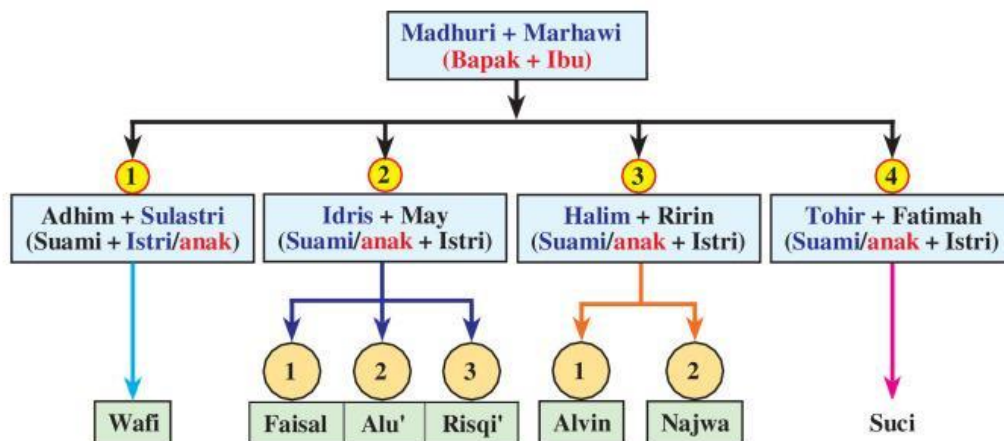 Madhuri + Marhawi
(Bapak + Ibu)
1
2
3
4
Adhim + Sulastri
(Suami + Istri/anak)
Idris + May
(Suami/anak + Istri)
Halim + Ririn
(Suami/anak + Istri)
Tohir + Fatimah
(Suami/anak + Istri)
1
2
3
1
2
Wafi
Faisal
Alu'
Risqi'
Alvin
Najwa
Suci